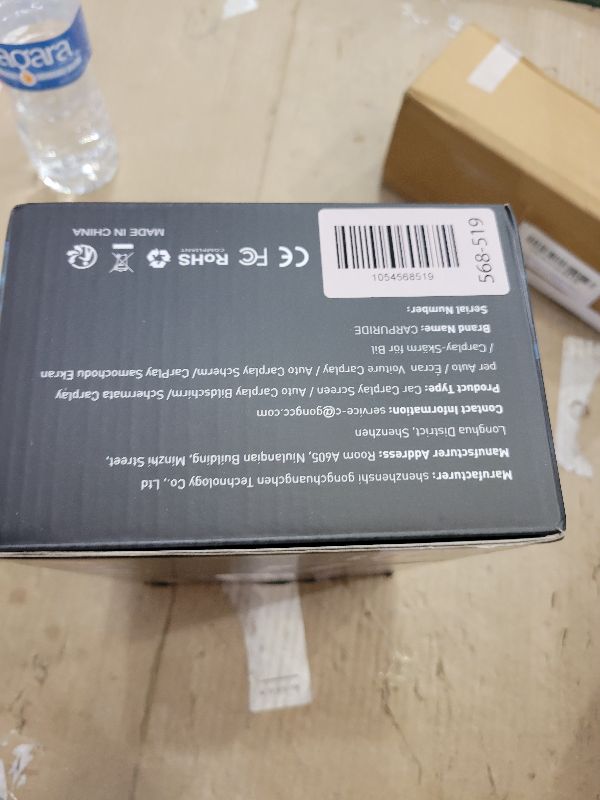 Manufacturer: shenzhenshi gongchuangchen Technology Co., Ltd
Manufacturer Address: Room A605, Niulanqian Building, Minzhi Street,
Longhua District, Shenzhen
Contact Information: service-c@gongcc.com
Product Type: Car Carplay Screen / Auto Carplay Bildschirm/ Schermata Carplay
per Auto / Écran Voiture Carplay / Auto Carplay Scherm/ CarPlay Samochodu Ekran
/ Carplay-Skärm för Bil
Brand Name: CARPURIDE
Serial Number:
1054568519
568-519
CE FC RoHS
COMPLIANT
MADE IN CHINA
agara